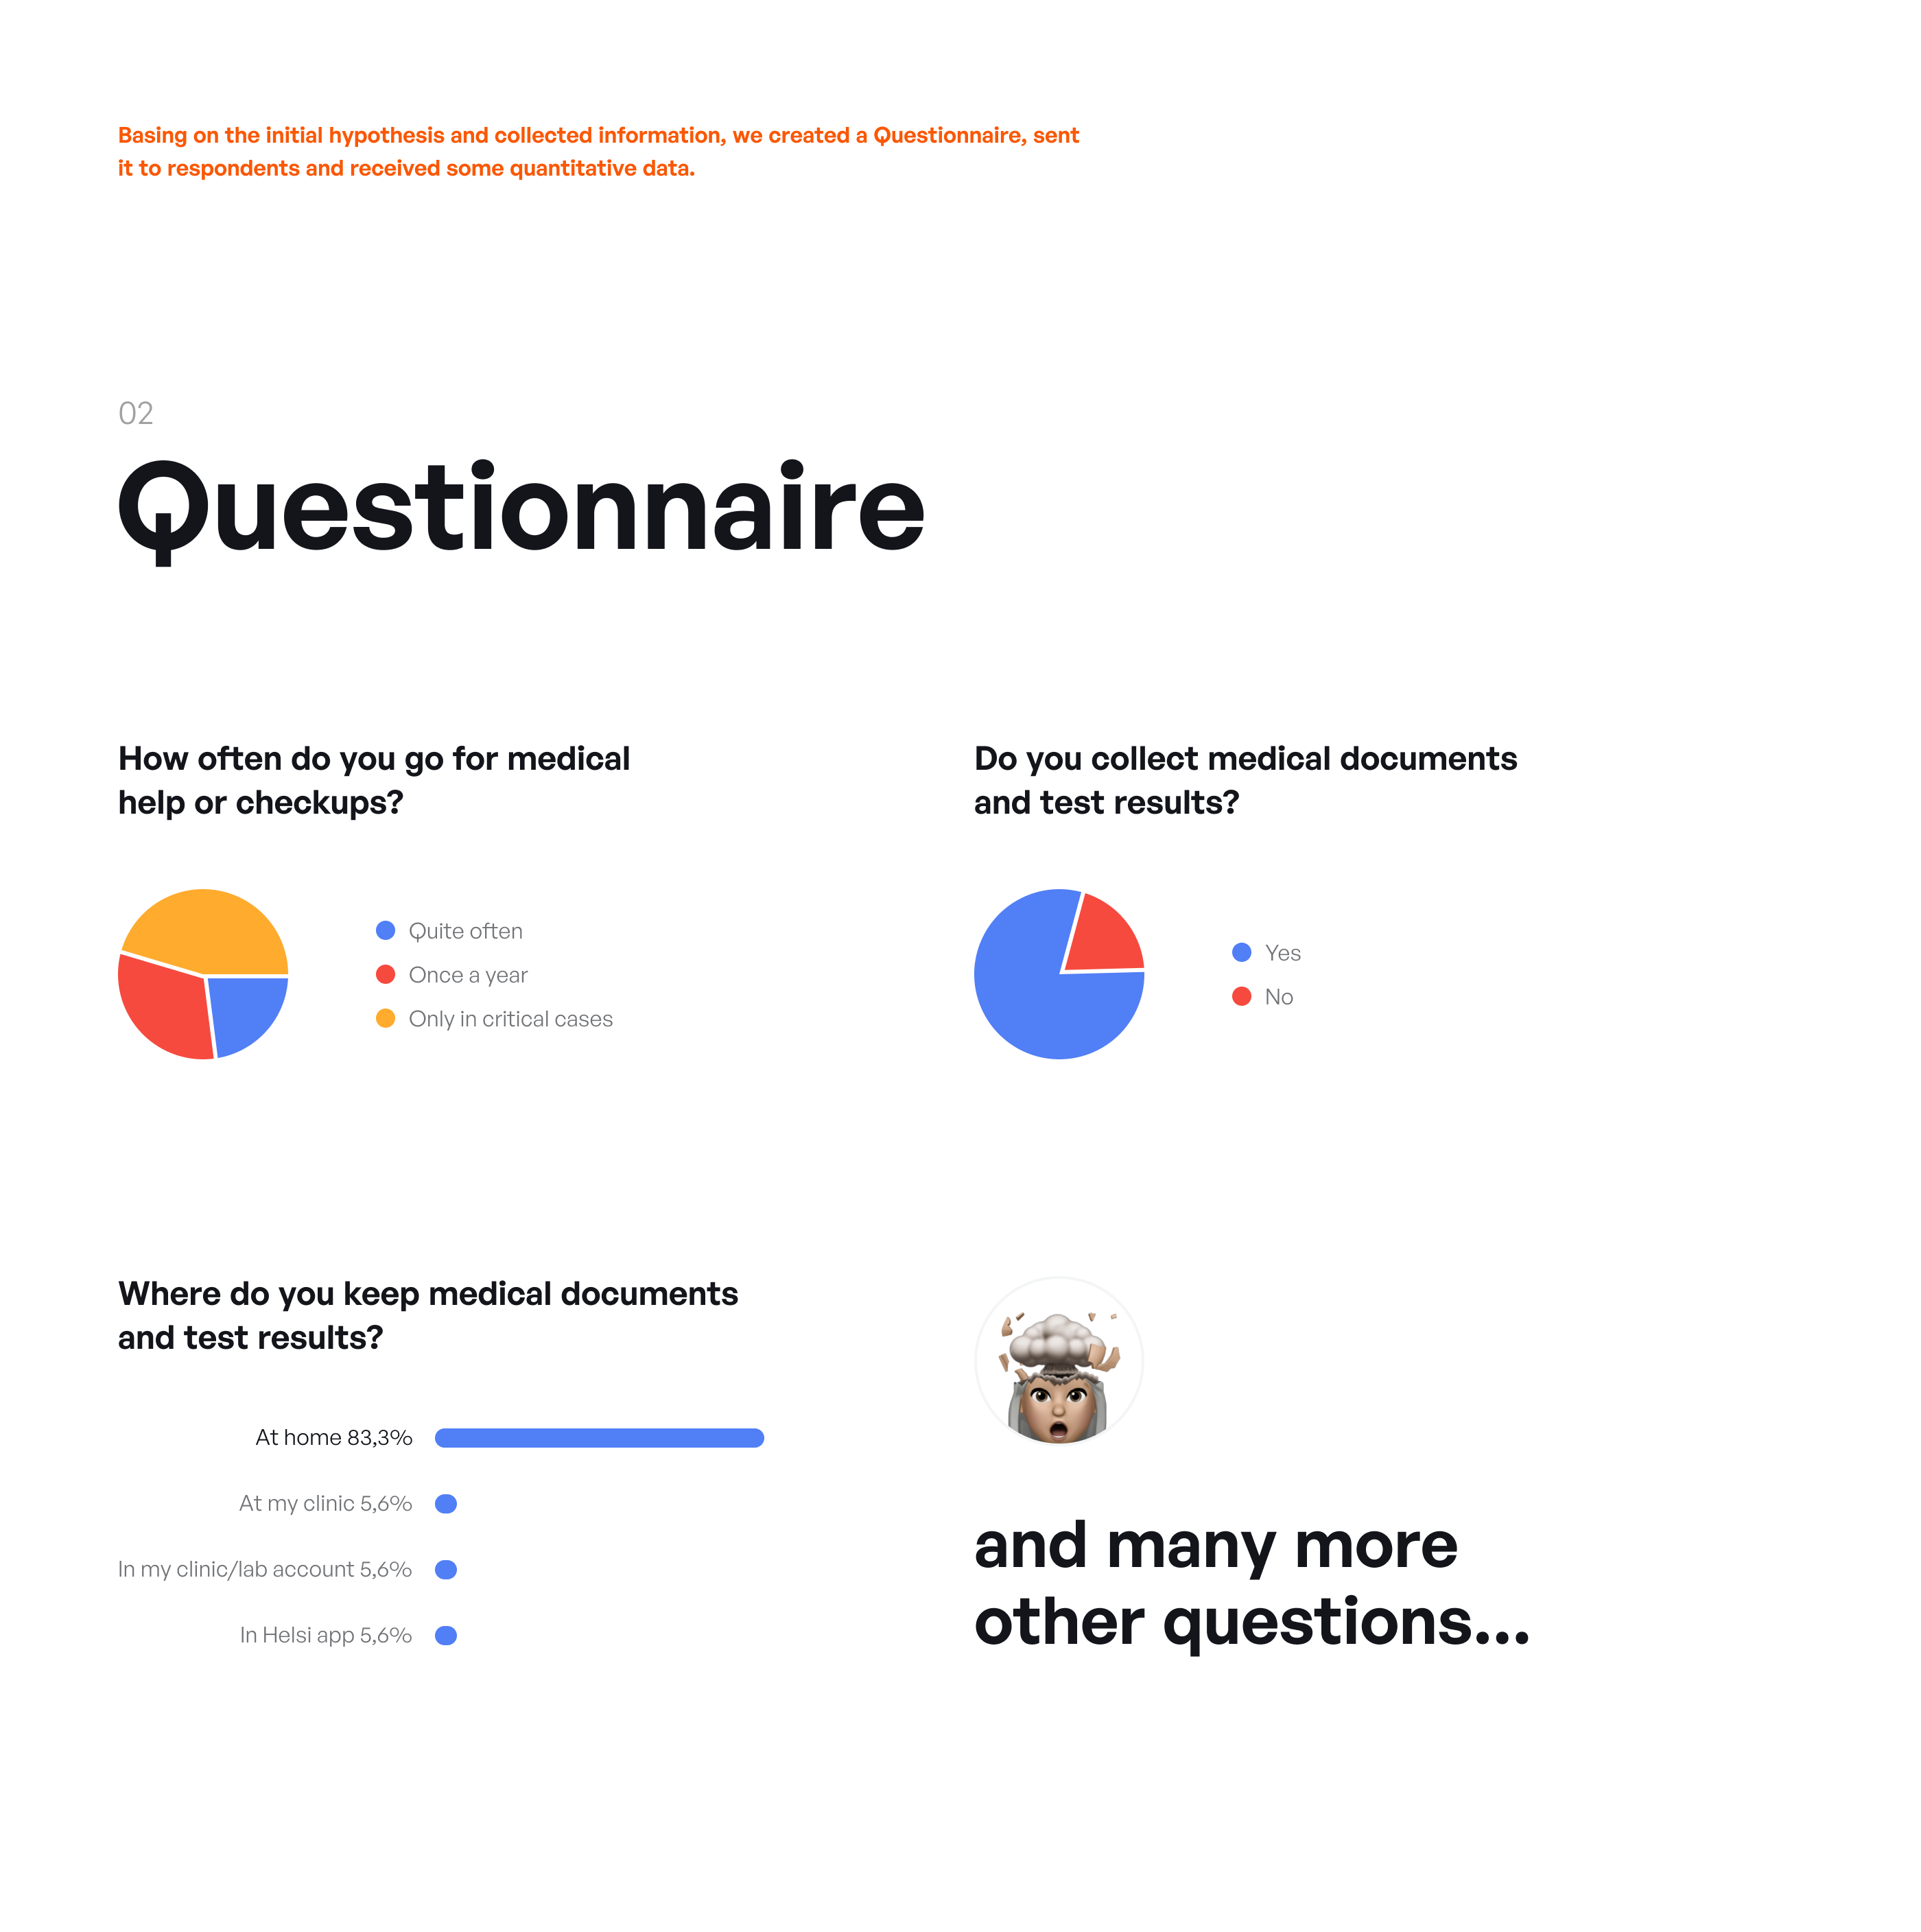 Basing on the initial hypothesis and collected information, we created a Questionnaire, sent
it to respondents and received some quantitative data.
02
Questionnaire
How often do you go for medical
help or checkups?
Quite often
Once a year
Only in critical cases
Do you collect medical documents
and test results?
Yes
No
Where do you keep medical documents
and test results?
At home 83,3%
At my clinic 5,6%
In my clinic/lab account 5,6%
In Helsi app 5,6%
and many more
other questions...